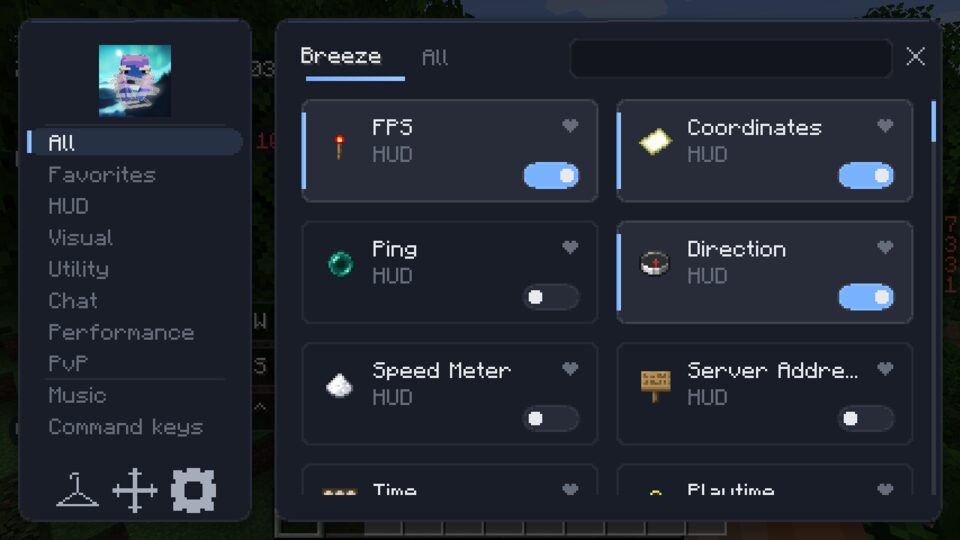 All
Favorites
HUD
Visual
Utility
Chat
Performance
PvP
Music
Command keys
Breeze
All
FPS
HUD
Coordinates
HUD
Ping
HUD
Direction
HUD
Speed Meter
HUD
Server Addre...
HUD
Time
Playtime
W
S